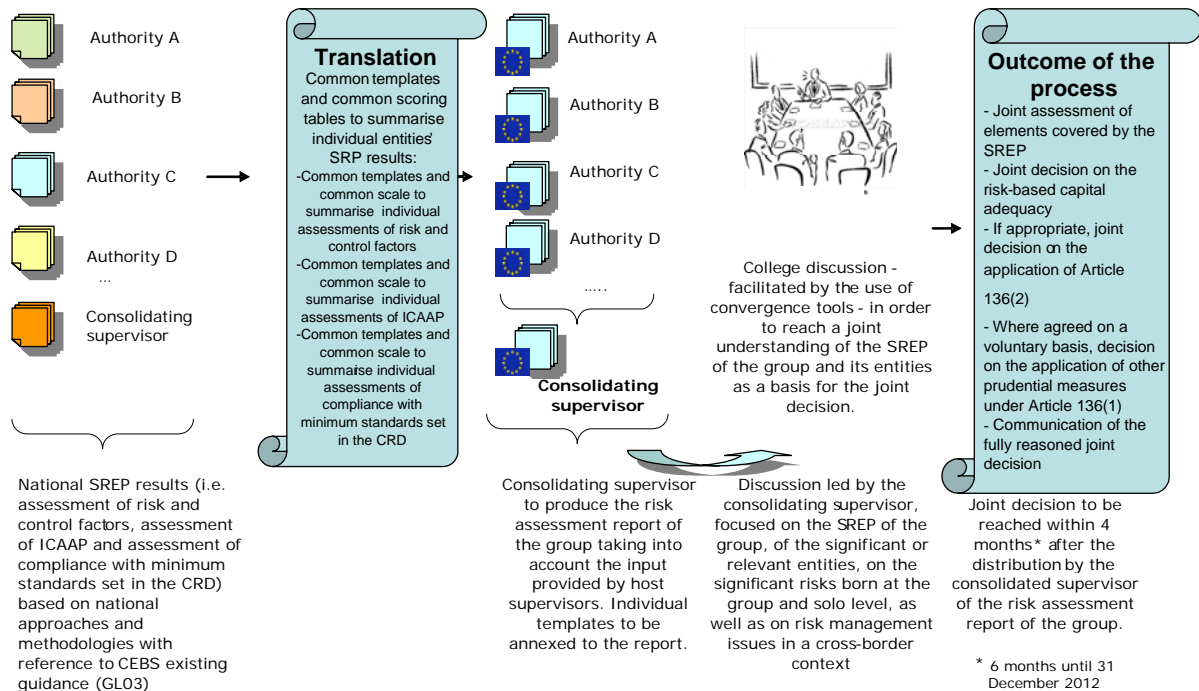 Authority A
Authority B
Authority C
Authority D
...
Consolidating
supervisor
National SREP results (i.e.
assessment of risk and
control factors, assessment
of ICAAP and assessment of
compliance with minimum
standards set in the CRD)
based on national
approaches and
methodologies with
reference to CEBS existing
guidance (GL03)
Translation
Common templates
and common scoring
tables to summarise
individual entities'
SRP results:
-Common templates and
common scale to
summarise individual
assessments of risk and
control factors
-Common templates and
common scale to
summarise individual
assessments of ICAAP
-Common templates and
common scale to
summarise individual
assessments of
compliance with
minimum standards set
in the CRD
Authority A
Authority B
Authority C
Authority D
.....
Consolidating
supervisor
Consolidating supervisor
to produce the risk
assessment report of
the group taking into
account the input
provided by host
supervisors. Individual
templates to be
annexed to the report.
College discussion -
facilitated by the use of
convergence tools - in order
to reach a joint
understanding of the SREP
of the group and its entities
as a basis for the joint
decision.
Discussion led by the
consolidating supervisor,
focused on the SREP of the
group, of the significant or
relevant entities, on the
significant risks born at the
group and solo level, as
well as on risk management
issues in a cross-border
context
Outcome of the
process
- Joint assessment of
elements covered by the
SREP
- Joint decision on the
risk-based capital
adequacy
- If appropriate, joint
decision on the
application of Article
136(2)
- Where agreed on a
voluntary basis, decision
on the application of other
prudential measures
under Article 136(1)
- Communication of the
fully reasoned joint
decision
Joint decision to be
reached within 4
months* after the
distribution by the
consolidated supervisor
of the risk assessment
report of the group.
* 6 months until 31
December 2012